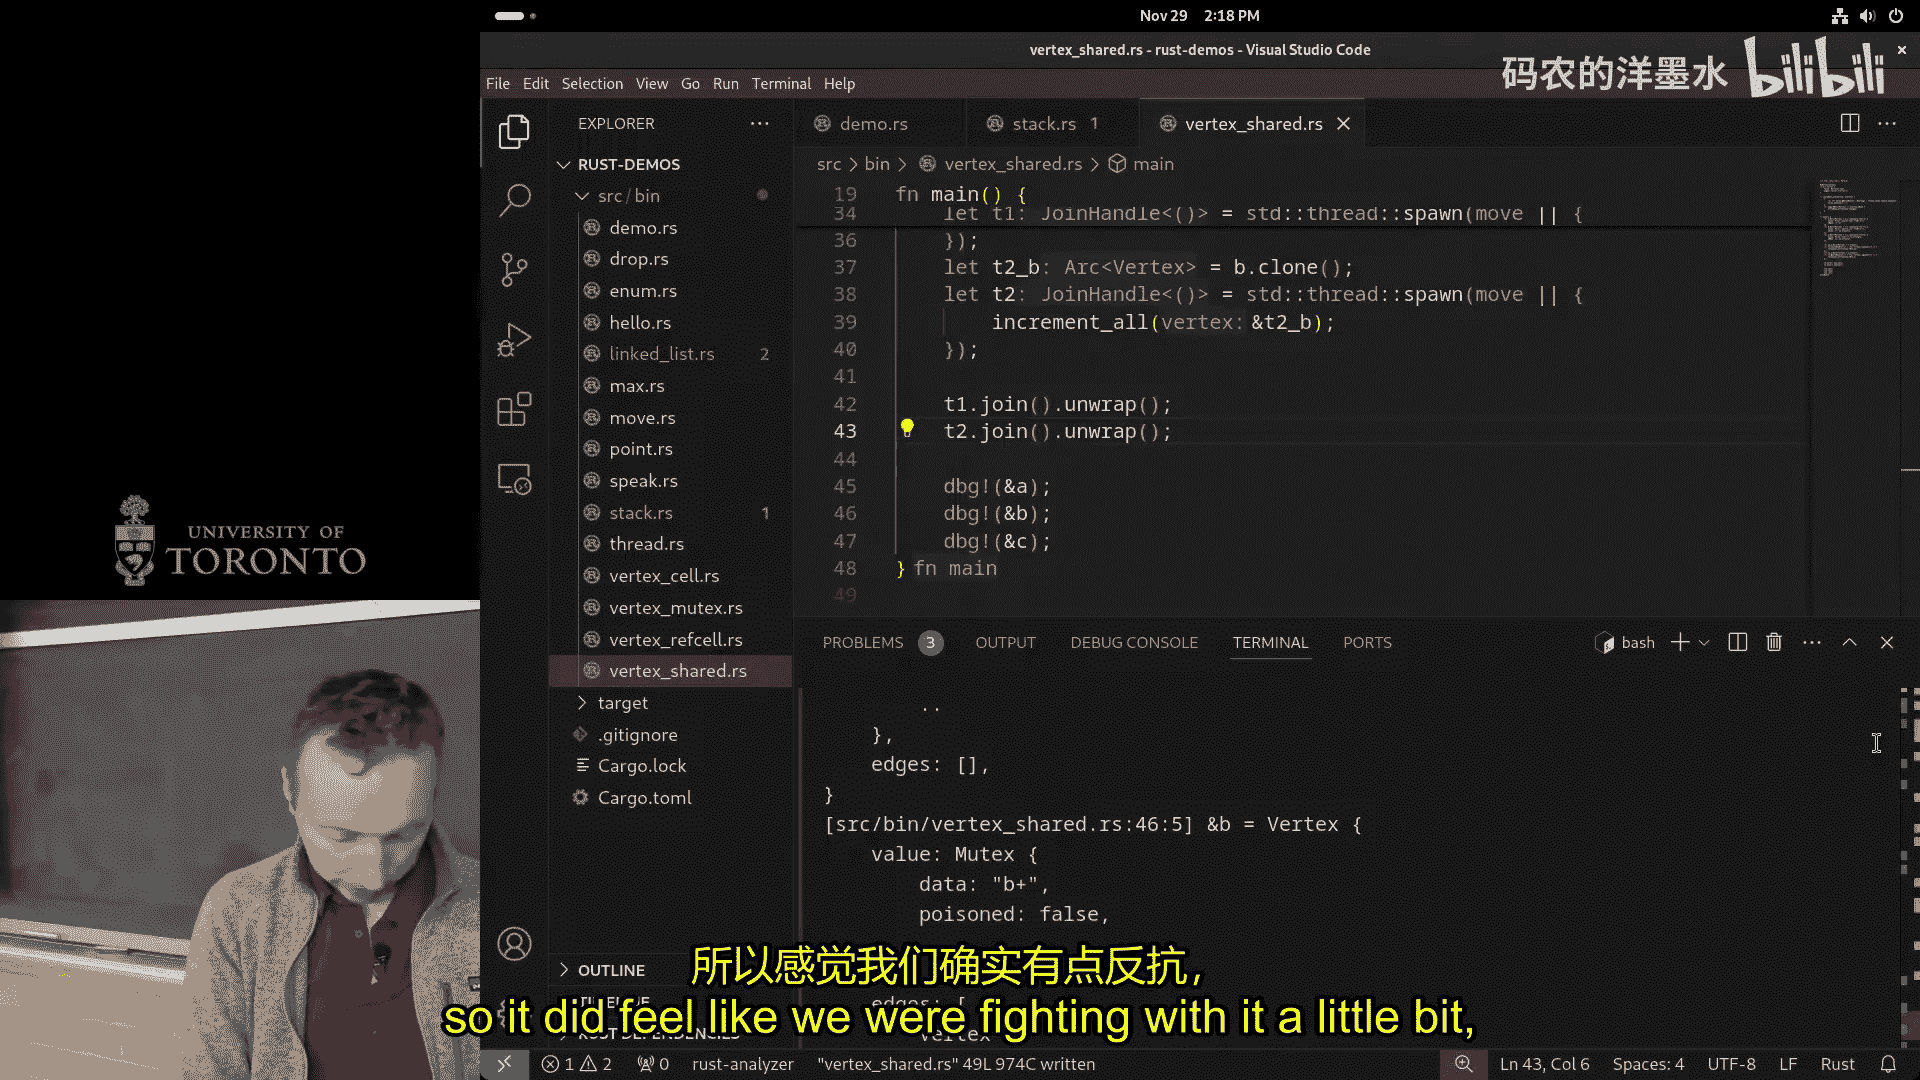 Nov 29 2:18 PM
vertex_shared.rs - rust-demos - Visual Studio Code
码农的洋墨水 bilibili
File Edit Selection View Go Run Terminal Help
EXPLORER
RUST-DEMOS
src/bin
demo.rs
drop.rs
enum.rs
hello.rs
linked_list.rs 2
max.rs
move.rs
point.rs
speak.rs
stack.rs 1
thread.rs
vertex_cell.rs
vertex_mutex.rs
vertex_refcell.rs
vertex_shared.rs
target
.gitignore
Cargo.lock
Cargo.toml
OUTLINE
TIMELINE
RUST DEPENDENCIES
demo.rs stack.rs 1 vertex_shared.rs
src > bin > vertex_shared.rs > main
19 fn main() {
34 let t1: JoinHandle<()> = std::thread::spawn(move || {
36 });
37 let t2_b: Arc<Vertex> = b.clone();
38 let t2: JoinHandle<()> = std::thread::spawn(move || {
39 increment_all(vertex: &t2_b);
40 });
41
42 t1.join().unwrap();
43 t2.join().unwrap();
44
45 dbg!(&a);
46 dbg!(&b);
47 dbg!(&c);
48 } fn main
49
PROBLEMS 3 OUTPUT DEBUG CONSOLE TERMINAL PORTS bash
..
},
edges: [],
}
[src/bin/vertex_shared.rs:46:5] &b = Vertex {
value: Mutex {
data: "b+",
poisoned: false,
edges: [
Vertex
UNIVERSITY OF
TORONTO
所以感觉我们确实有点反抗，
so it did feel like we were fighting with it a little bit,
1 2 0 rust-analyzer "vertex_shared.rs" 49L 974C written Ln 43, Col 6 Spaces: 4 UTF-8 LF Rust